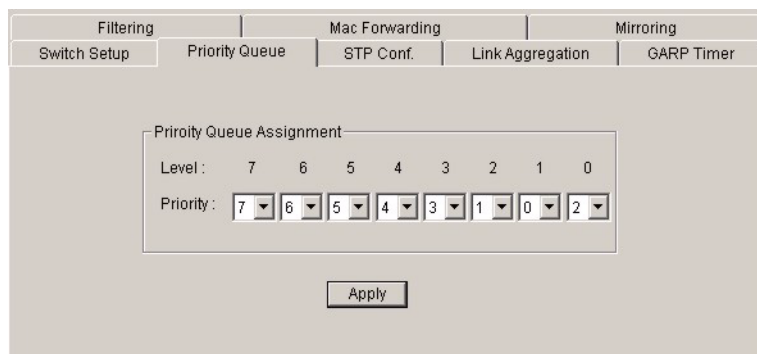 Filtering Mac Forwarding Mirroring
Switch Setup Priority Queue STP Conf. Link Aggregation GARP Timer
Priroity Queue Assignment
Level : 7 6 5 4 3 2 1 0
Priority : 7 6 5 4 3 1 0 2
Apply